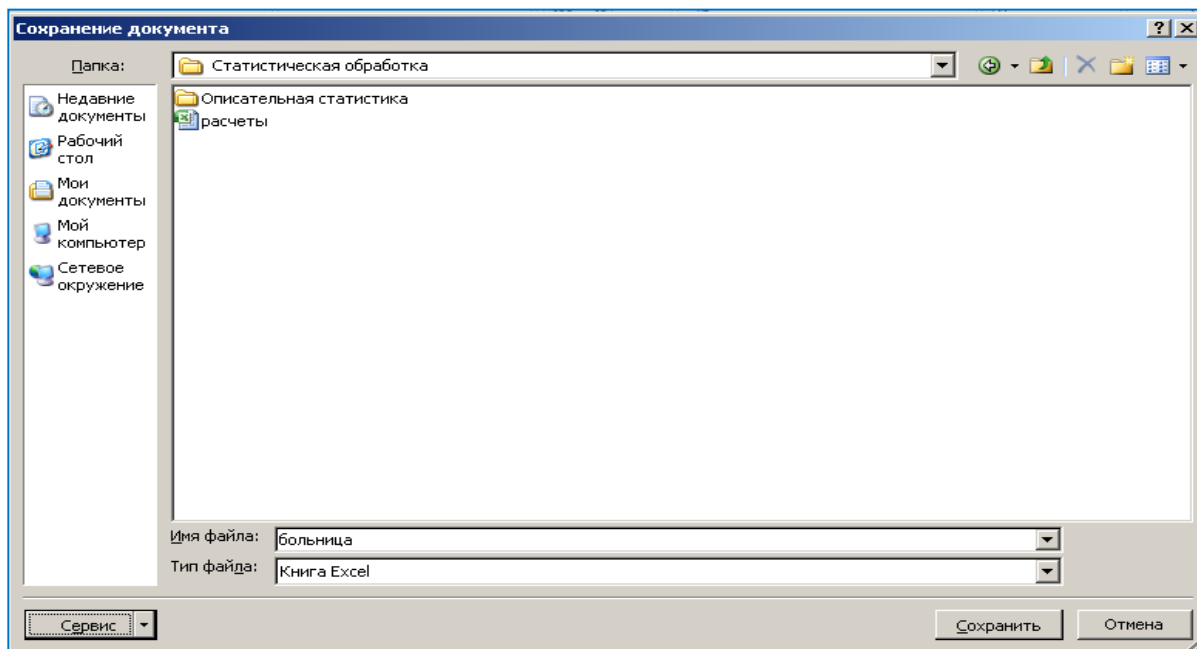 Сохранение документа
Папка:
Статистическая обработка
Недавние
документы
Рабочий
стол
Мои
документы
Мой
компьютер
Сетевое
окружение
Описательная статистика
расчеты
Имя файла:
больница
Тип файла:
Книга Excel
Сервис
Сохранить
Отмена